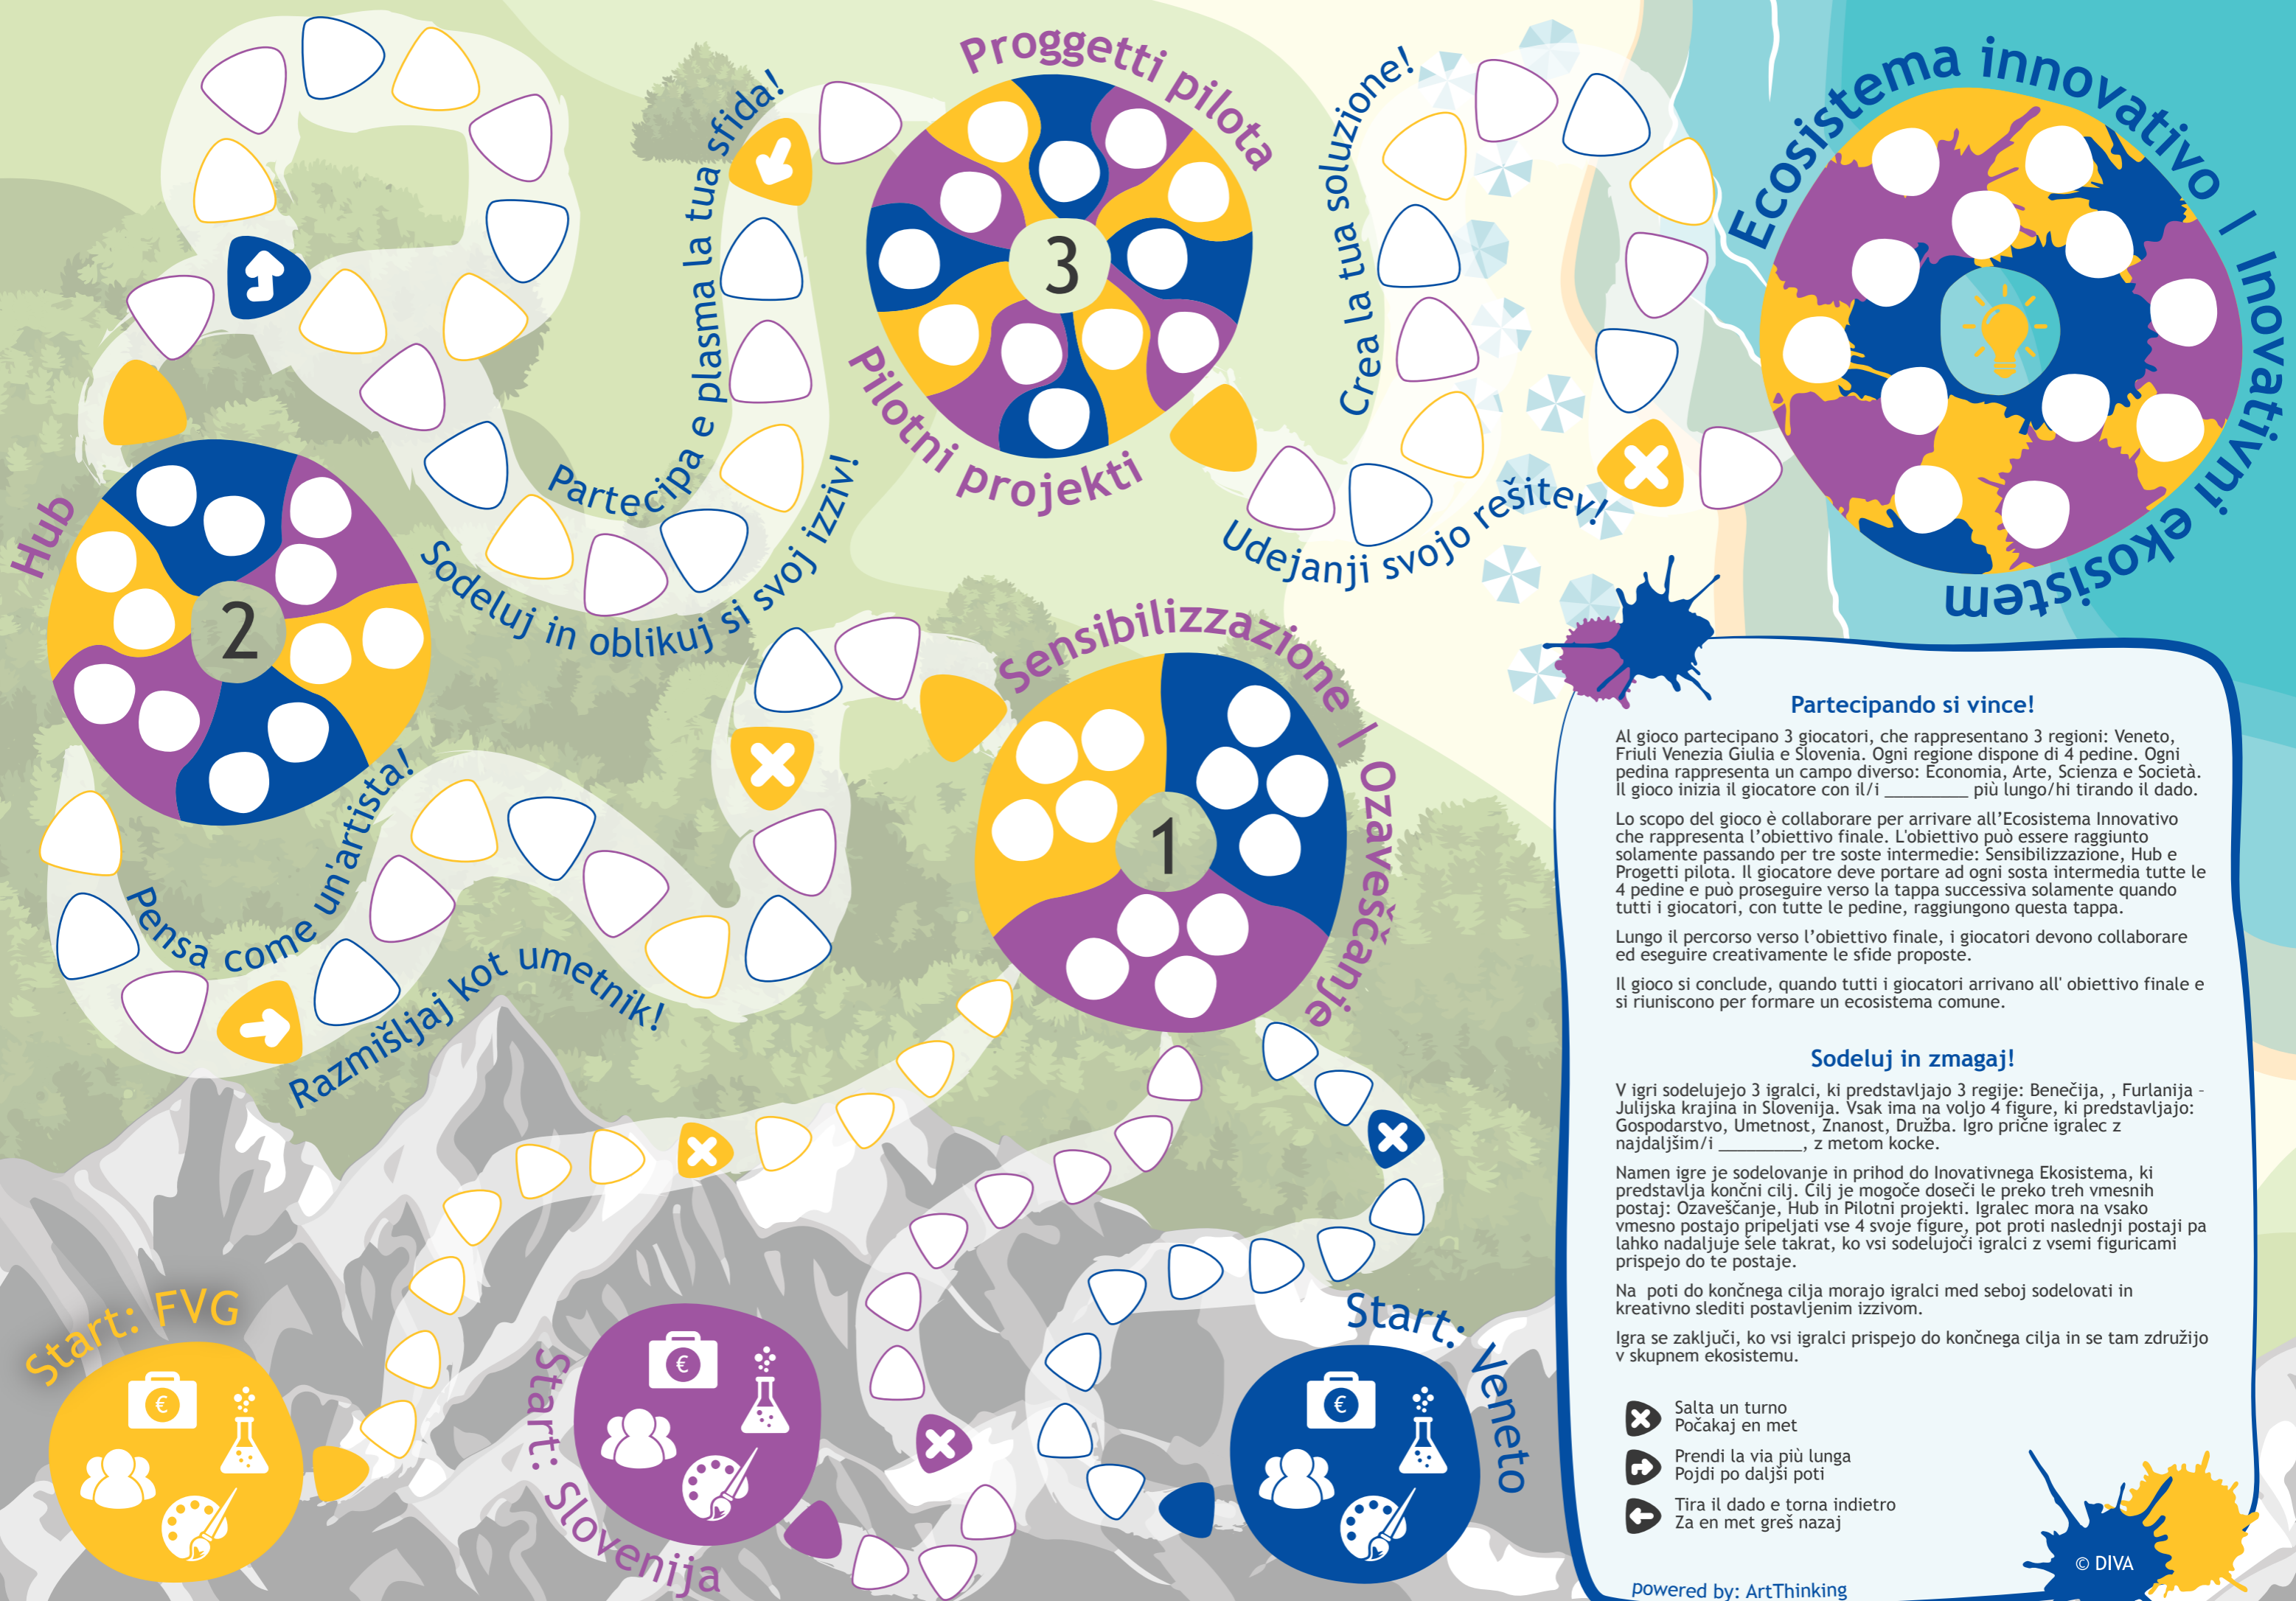 Proggetti pilota
Pilotni projekti
3
Partecipa e plasma la tua sfida!
Sodeluj in oblikuj si svoj izziv!
Crea la tua soluzione!
Udejanji svojo rešitev!
Ecosistema innovativo | Inovativni ekosistem
Hub
2
Pensa come un'artista!
Razmišljaj kot umetnik!
Sensibilizzazione | Ozaveščanje
1
Start: FVG
€
Start: Slovenija
€
Start: Veneto
€
Partecipando si vince!
Al gioco partecipano 3 giocatori, che rappresentano 3 regioni: Veneto,
Friuli Venezia Giulia e Slovenia. Ogni regione dispone di 4 pedine. Ogni
pedina rappresenta un campo diverso: Economia, Arte, Scienza e Società.
Il gioco inizia il giocatore con il/i _________ più lungo/hi tirando il dado.
Lo scopo del gioco è collaborare per arrivare all’Ecosistema Innovativo
che rappresenta l’obiettivo finale. L'obiettivo può essere raggiunto
solamente passando per tre soste intermedie: Sensibilizzazione, Hub e
Progetti pilota. Il giocatore deve portare ad ogni sosta intermedia tutte le
4 pedine e può proseguire verso la tappa successiva solamente quando
tutti i giocatori, con tutte le pedine, raggiungono questa tappa.
Lungo il percorso verso l’obiettivo finale, i giocatori devono collaborare
ed eseguire creativamente le sfide proposte.
Il gioco si conclude, quando tutti i giocatori arrivano all' obiettivo finale e
si riuniscono per formare un ecosistema comune.
Sodeluj in zmagaj!
V igri sodelujejo 3 igralci, ki predstavljajo 3 regije: Benečija, , Furlanija –
Julijska krajina in Slovenija. Vsak ima na voljo 4 figure, ki predstavljajo:
Gospodarstvo, Umetnost, Znanost, Družba. Igro prične igralec z
najdaljšim/i _________, z metom kocke.
Namen igre je sodelovanje in prihod do Inovativnega Ekosistema, ki
predstavlja končni cilj. Cilj je mogoče doseči le preko treh vmesnih
postaj: Ozaveščanje, Hub in Pilotni projekti. Igralec mora na vsako
vmesno postajo pripeljati vse 4 svoje figure, pot proti naslednji postaji pa
lahko nadaljuje šele takrat, ko vsi sodelujoči igralci z vsemi figuricami
prispejo do te postaje.
Na poti do končnega cilja morajo igralci med seboj sodelovati in
kreativno slediti postavljenim izzivom.
Igra se zaključi, ko vsi igralci prispejo do končnega cilja in se tam združijo
v skupnem ekosistemu.
Salta un turno
Počakaj en met
Prendi la via più lunga
Pojdi po daljši poti
Tira il dado e torna indietro
Za en met greš nazaj
© DIVA
powered by: ArtThinking